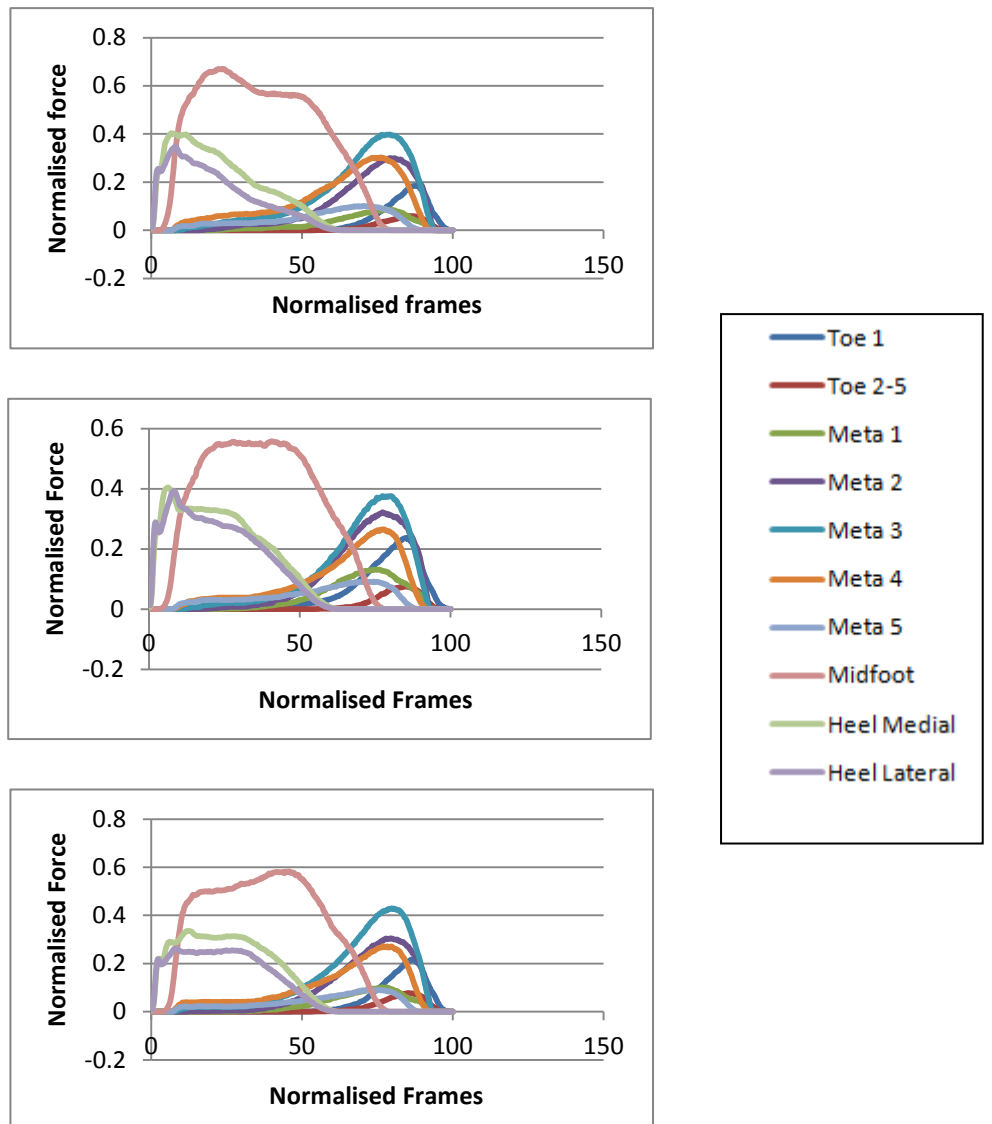 0.8
0.6
0.4
0.2
0
-0.2
0 50 100 150
Normalised force
Normalised frames
0.6
0.4
0.2
0
-0.2
0 50 100 150
Normalised Force
Normalised Frames
0.8
0.6
0.4
0.2
0
-0.2
0 50 100 150
Normalised Force
Normalised Frames
Toe 1
Toe 2-5
Meta 1
Meta 2
Meta 3
Meta 4
Meta 5
Midfoot
Heel Medial
Heel Lateral